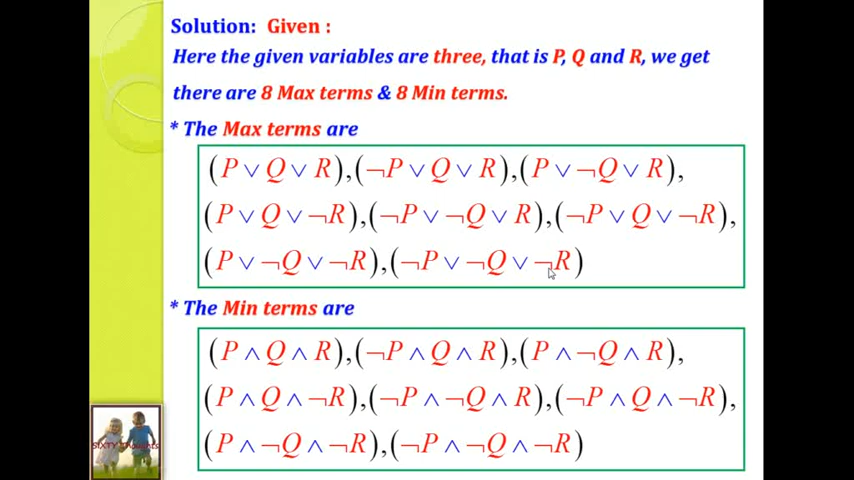 Solution: Given :
Here the given variables are three, that is P, Q and R, we get
there are 8 Max terms & 8 Min terms.
* The Max terms are
(P ∨ Q ∨ R),(¬P ∨ Q ∨ R),(P ∨ ¬Q ∨ R),
(P ∨ Q ∨ ¬R),(¬P ∨ ¬Q ∨ R),(¬P ∨ Q ∨ ¬R),
(P ∨ ¬Q ∨ ¬R),(¬P ∨ ¬Q ∨ ¬R)
* The Min terms are
(P ∧ Q ∧ R),(¬P ∧ Q ∧ R),(P ∧ ¬Q ∧ R),
(P ∧ Q ∧ ¬R),(¬P ∧ ¬Q ∧ R),(¬P ∧ Q ∧ ¬R),
(P ∧ ¬Q ∧ ¬R),(¬P ∧ ¬Q ∧ ¬R)